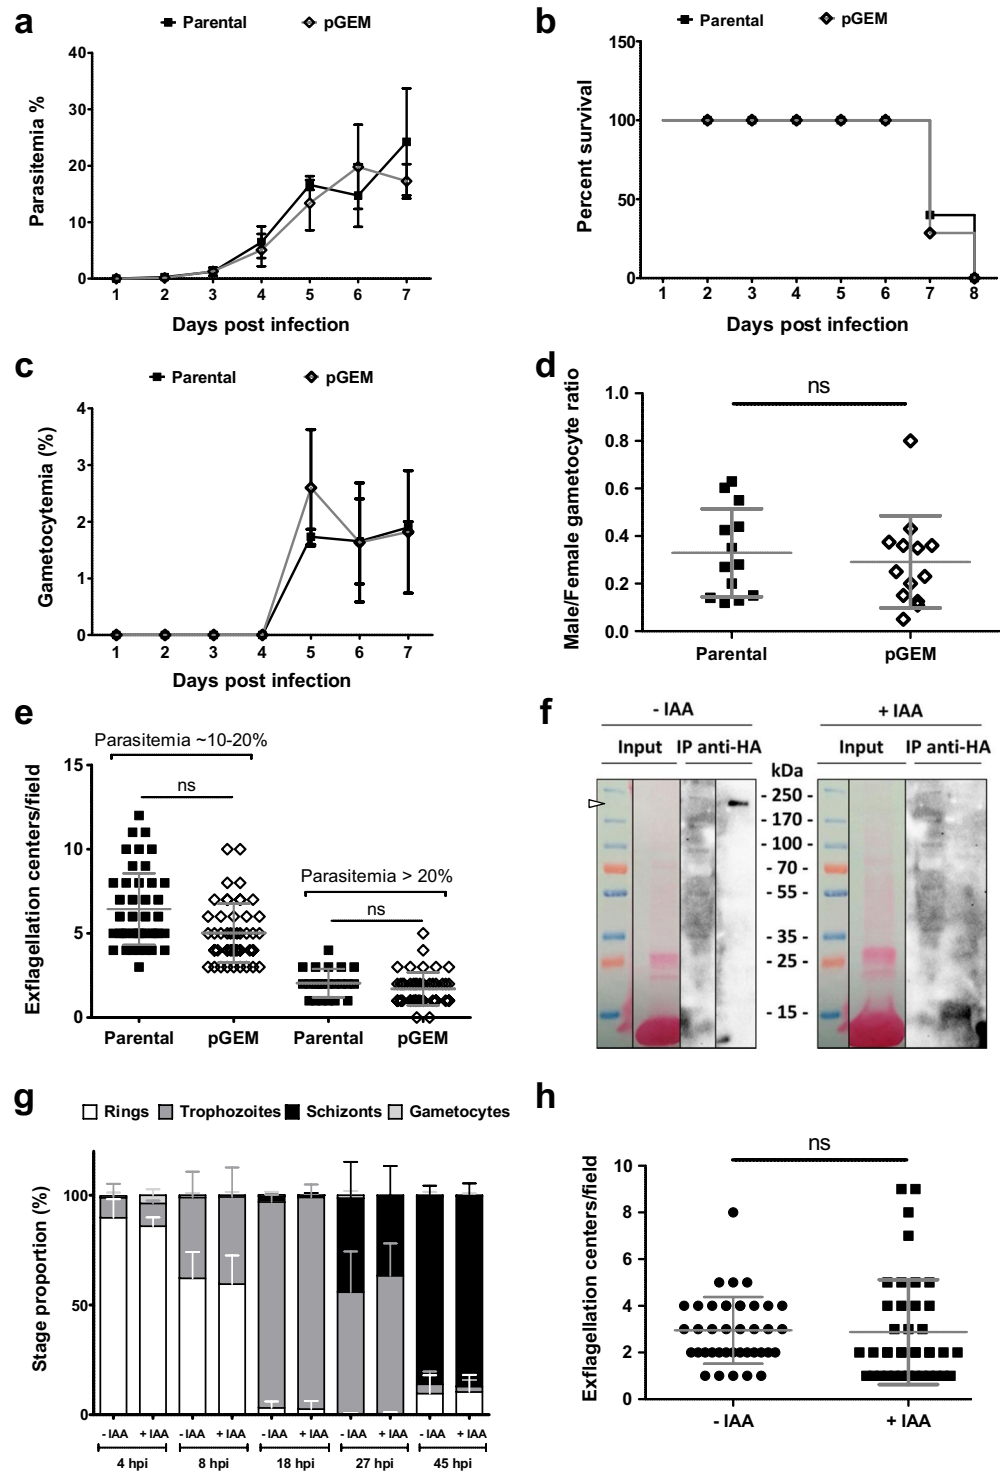 a
Parental pGEM
Parasitemia %
40
30
20
10
0
1 2 3 4 5 6 7
Days post infection
b
Parental pGEM
Percent survival
150
100
50
0
1 2 3 4 5 6 7 8
Days post infection
c
Parental pGEM
Gametocytemia (%)
4
3
2
1
0
1 2 3 4 5 6 7
Days post infection
d
Male/Female gametocyte ratio
ns
1.0
0.8
0.6
0.4
0.2
0.0
Parental pGEM
e
Parasitemia ~10-20%
ns
Exflagellation centers/field
15
10
5
0
Parasitemia > 20%
ns
Parental pGEM Parental pGEM
f
- IAA + IAA
Input IP anti-HA Input IP anti-HA
kDa
- 250 -
- 170 -
- 100 -
- 70 -
- 55 -
- 35 -
- 25 -
- 15 -
g
Rings Trophozoites Schizonts Gametocytes
Stage proportion (%)
100
50
0
- IAA + IAA - IAA + IAA - IAA + IAA - IAA + IAA - IAA + IAA
4 hpi 8 hpi 18 hpi 27 hpi 45 hpi
h
ns
Exflagellation centers/field
10
8
6
4
2
0
- IAA + IAA